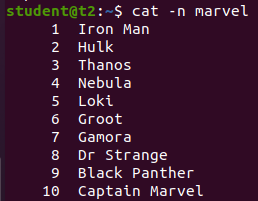 student@t2:~$ cat -n marvel
1 Iron Man
2 Hulk
3 Thanos
4 Nebula
5 Loki
6 Groot
7 Gamora
8 Dr Strange
9 Black Panther
10 Captain Marvel